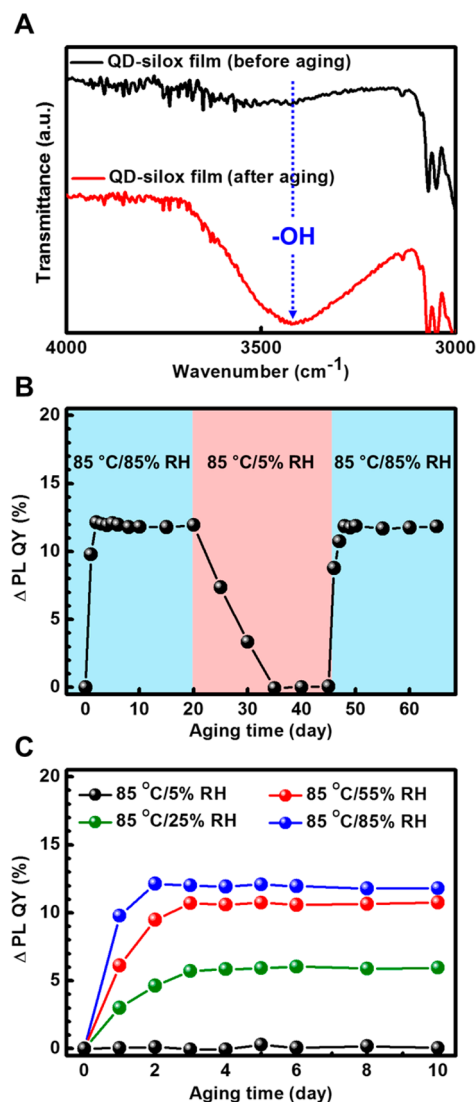 A
QD-silox film (before aging)
QD-silox film (after aging)
-OH
Transmittance (a.u.)
4000 3500 3000
Wavenumber (cm⁻¹)
B
20
15
10
5
0
85 °C/85% RH 85 °C/5% RH 85 °C/85% RH
Δ PL QY (%)
0 10 20 30 40 50 60
Aging time (day)
C
20
15
10
5
0
85 °C/5% RH 85 °C/55% RH
85 °C/25% RH 85 °C/85% RH
Δ PL QY (%)
0 2 4 6 8 10
Aging time (day)